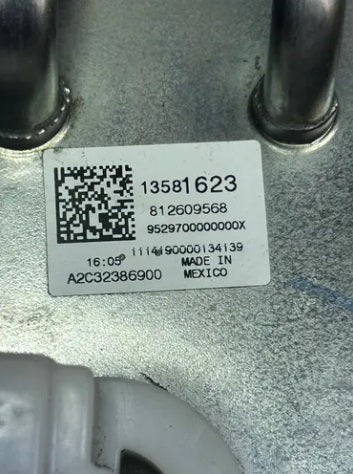 13581623
812609568
9529700000000X
1114190000134139
16:05
MADE IN
A2C32386900
MEXICO